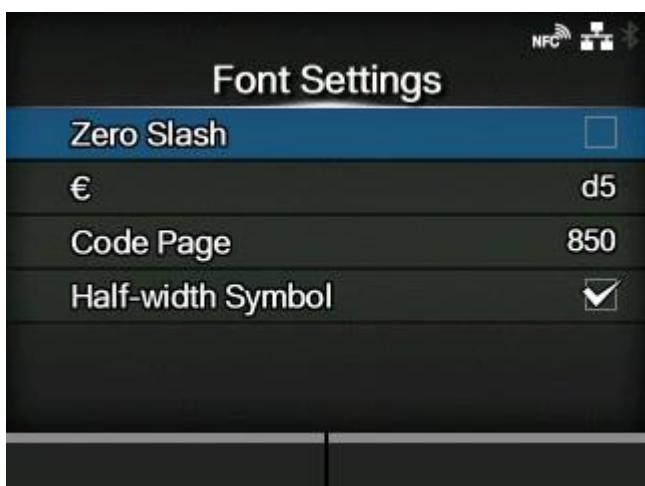 NFC
Font Settings
Zero Slash
€ d5
Code Page 850
Half-width Symbol